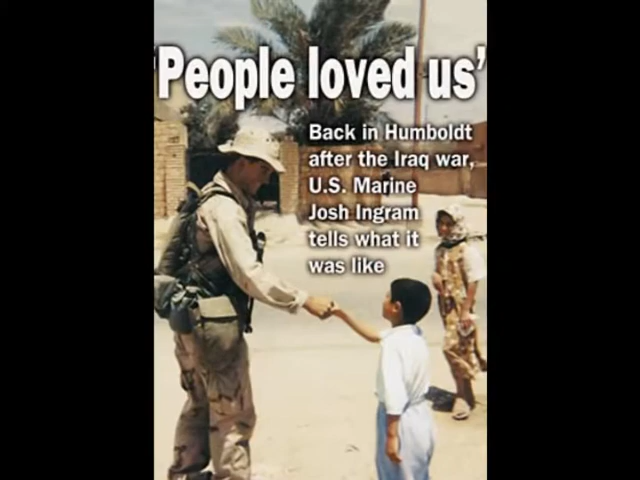 'People loved us'
Back in Humboldt
after the Iraq war,
U.S. Marine
Josh Ingram
tells what it
was like